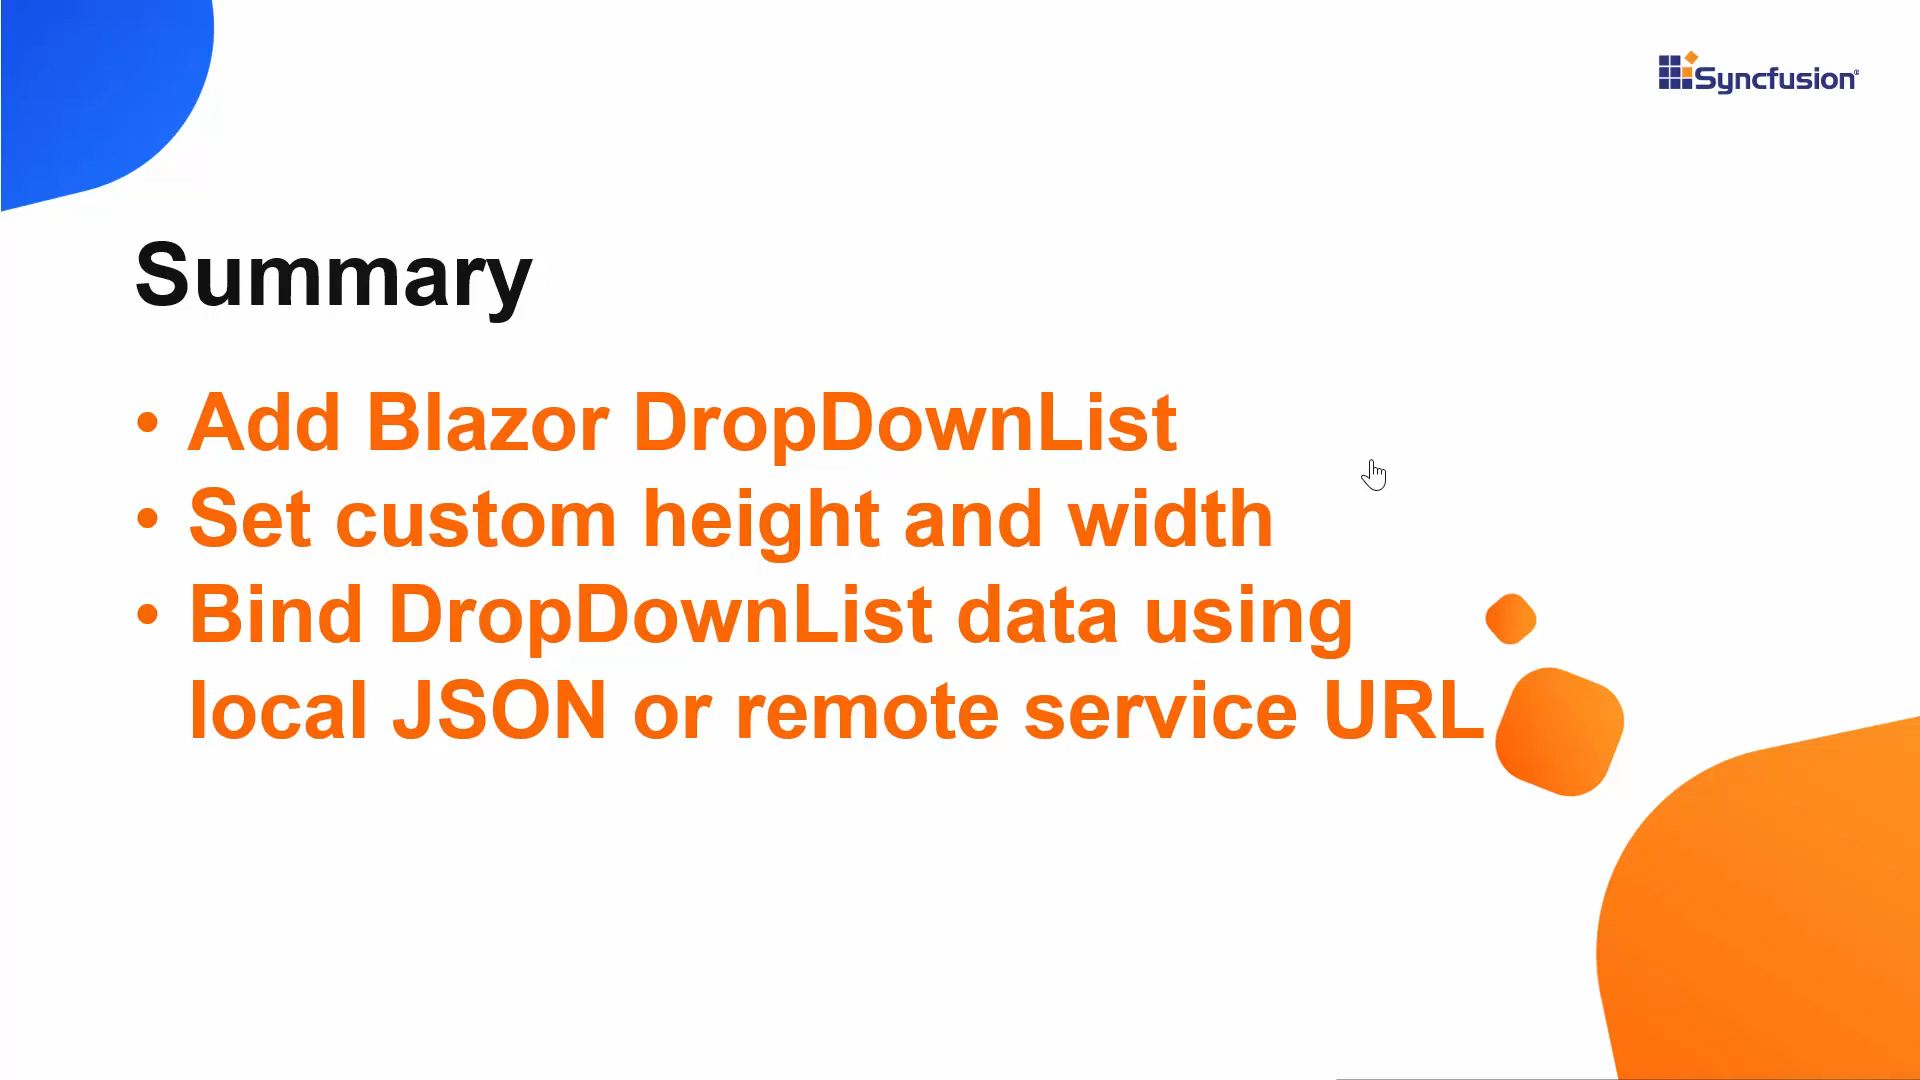 Syncfusion®
Summary
• Add Blazor DropDownList
• Set custom height and width
• Bind DropDownList data using
local JSON or remote service URL